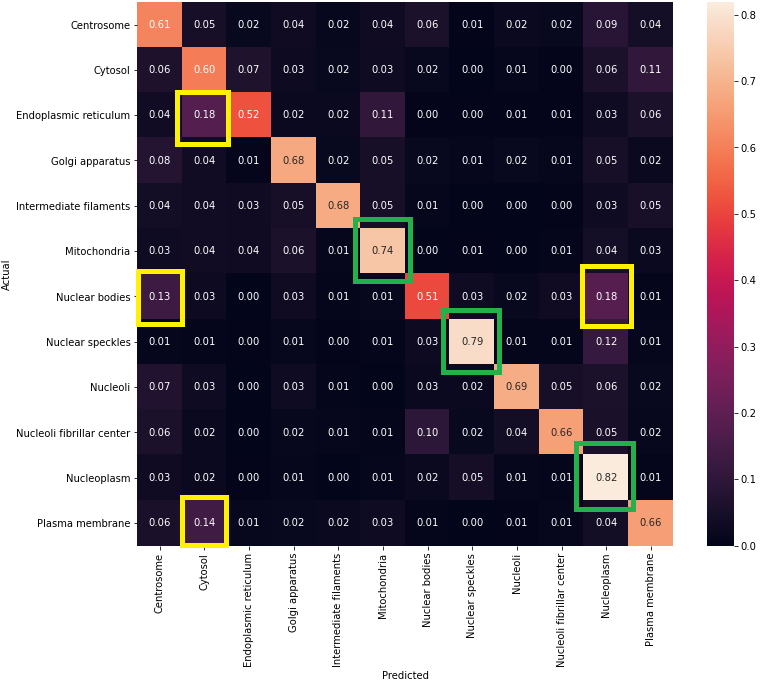 Centrosome 0.61 0.05 0.02 0.04 0.02 0.04 0.06 0.01 0.02 0.02 0.09 0.04
Cytosol 0.06 0.60 0.07 0.03 0.02 0.03 0.02 0.00 0.01 0.00 0.06 0.11
Endoplasmic reticulum 0.04 0.18 0.52 0.02 0.02 0.11 0.00 0.00 0.01 0.01 0.03 0.06
Golgi apparatus 0.08 0.04 0.01 0.68 0.02 0.05 0.02 0.01 0.02 0.01 0.05 0.02
Intermediate filaments 0.04 0.04 0.03 0.05 0.68 0.05 0.01 0.00 0.00 0.00 0.03 0.05
Mitochondria 0.03 0.04 0.04 0.06 0.01 0.74 0.00 0.01 0.00 0.01 0.04 0.03
Nuclear bodies 0.13 0.03 0.00 0.03 0.01 0.01 0.51 0.03 0.02 0.03 0.18 0.01
Nuclear speckles 0.01 0.01 0.00 0.01 0.00 0.01 0.03 0.79 0.01 0.01 0.12 0.01
Nucleoli 0.07 0.03 0.00 0.03 0.01 0.00 0.03 0.02 0.69 0.05 0.06 0.02
Nucleoli fibrillar center 0.06 0.02 0.00 0.02 0.01 0.01 0.10 0.02 0.04 0.66 0.05 0.02
Nucleoplasm 0.03 0.02 0.00 0.01 0.00 0.01 0.02 0.05 0.01 0.01 0.82 0.01
Plasma membrane 0.06 0.14 0.01 0.02 0.02 0.03 0.01 0.00 0.01 0.01 0.04 0.66
Actual
Centrosome
Cytosol
Endoplasmic reticulum
Golgi apparatus
Intermediate filaments
Mitochondria
Nuclear bodies
Nuclear speckles
Nucleoli
Nucleoli fibrillar center
Nucleoplasm
Plasma membrane
Predicted
0.8
0.7
0.6
0.5
0.4
0.3
0.2
0.1
0.0